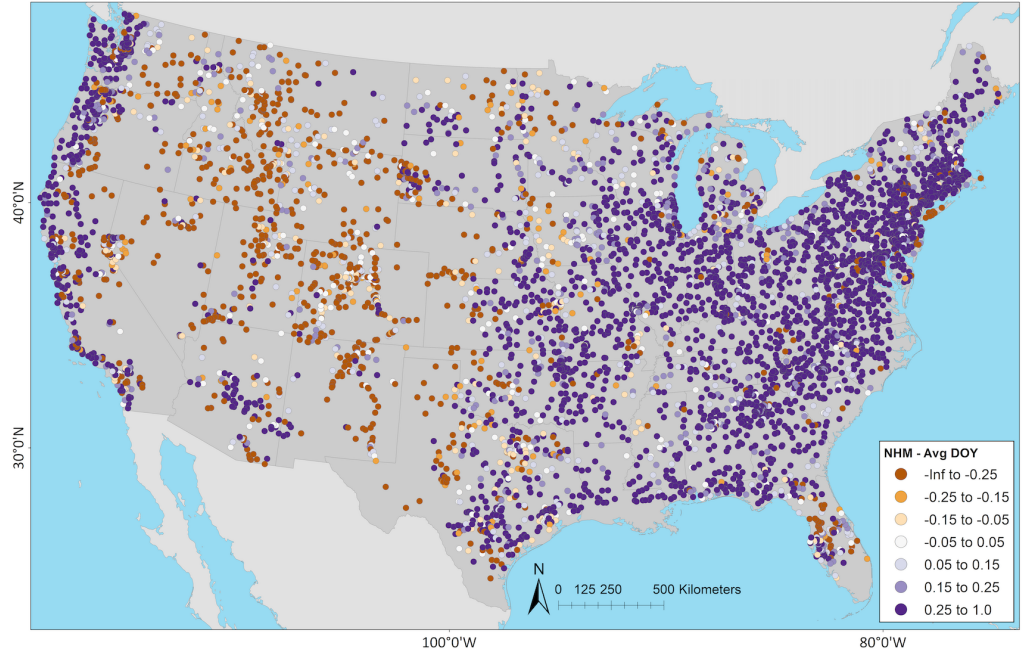 40°0'N
30°0'N
NHM - Avg DOY
-Inf to -0.25
-0.25 to -0.15
-0.15 to -0.05
-0.05 to 0.05
0.05 to 0.15
0.15 to 0.25
0.25 to 1.0
N
0 125 250 500 Kilometers
100°0'W 80°0'W